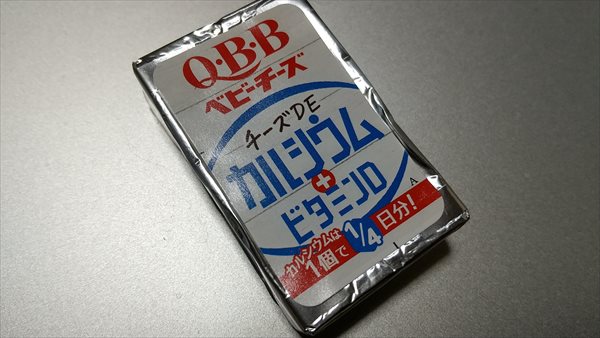 Q・B・B
ベビーチーズ
チーズDE
カルシウム
+
ビタミンD
A
カルシウムは
1個で1/4日分!